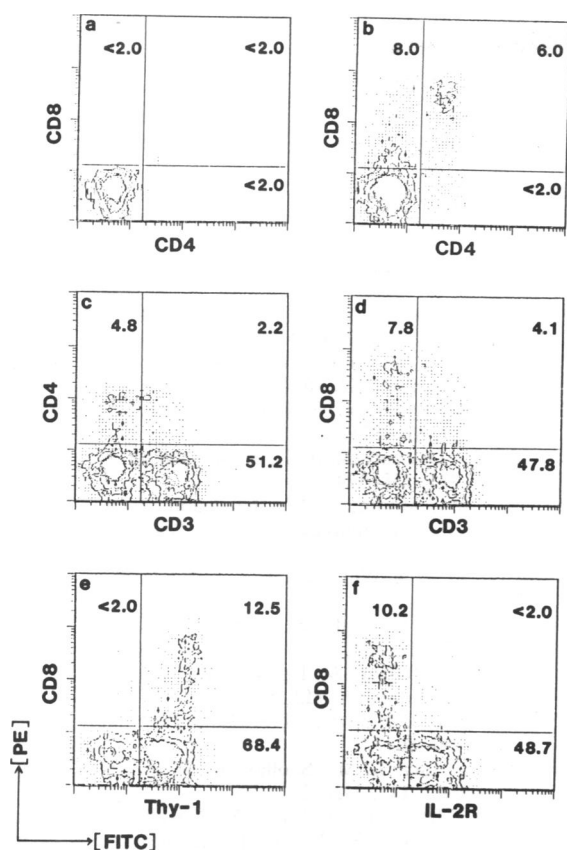 a
<2.0 <2.0
CD8
<2.0
CD4
b
8.0 6.0
CD8
<2.0
CD4
c
4.8 2.2
CD4
51.2
CD3
d
7.8 4.1
CD8
47.8
CD3
e
<2.0 12.5
CD8
68.4
Thy-1
f
10.2 <2.0
CD8
48.7
IL-2R
[PE]
[FITC]